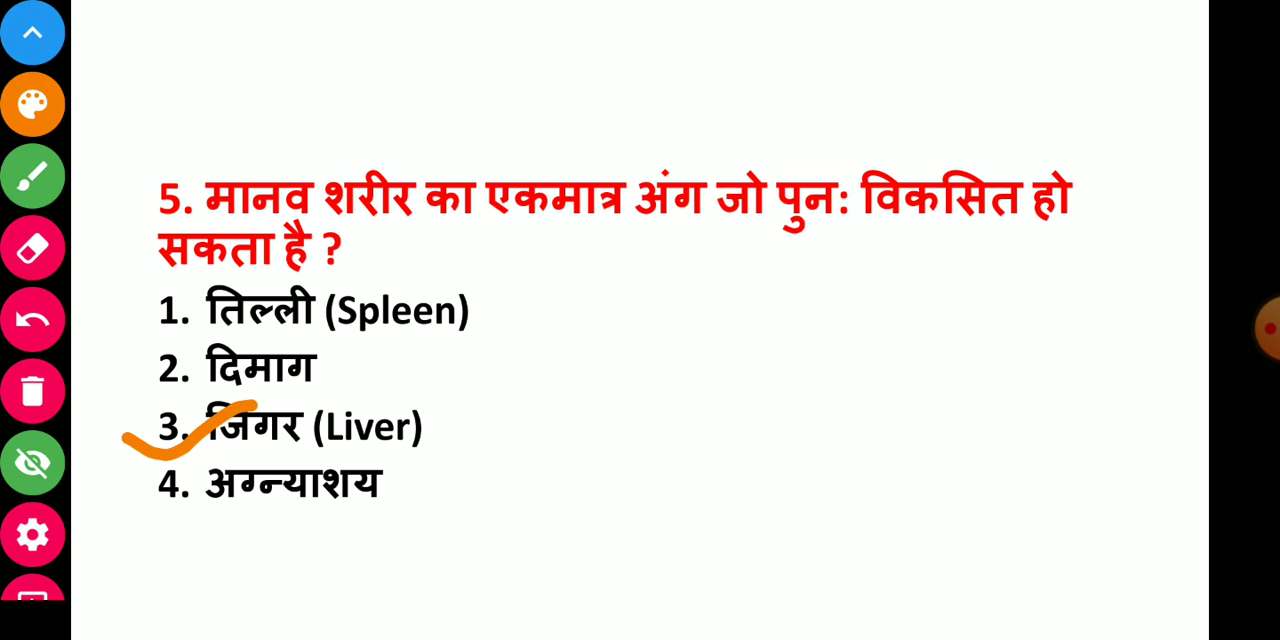 5. मानव शरीर का एकमात्र अंग जो पुन: विकसित हो
सकता है ?
1. तिल्ली (Spleen)
2. दिमाग
3. जिगर (Liver)
4. अग्न्याशय